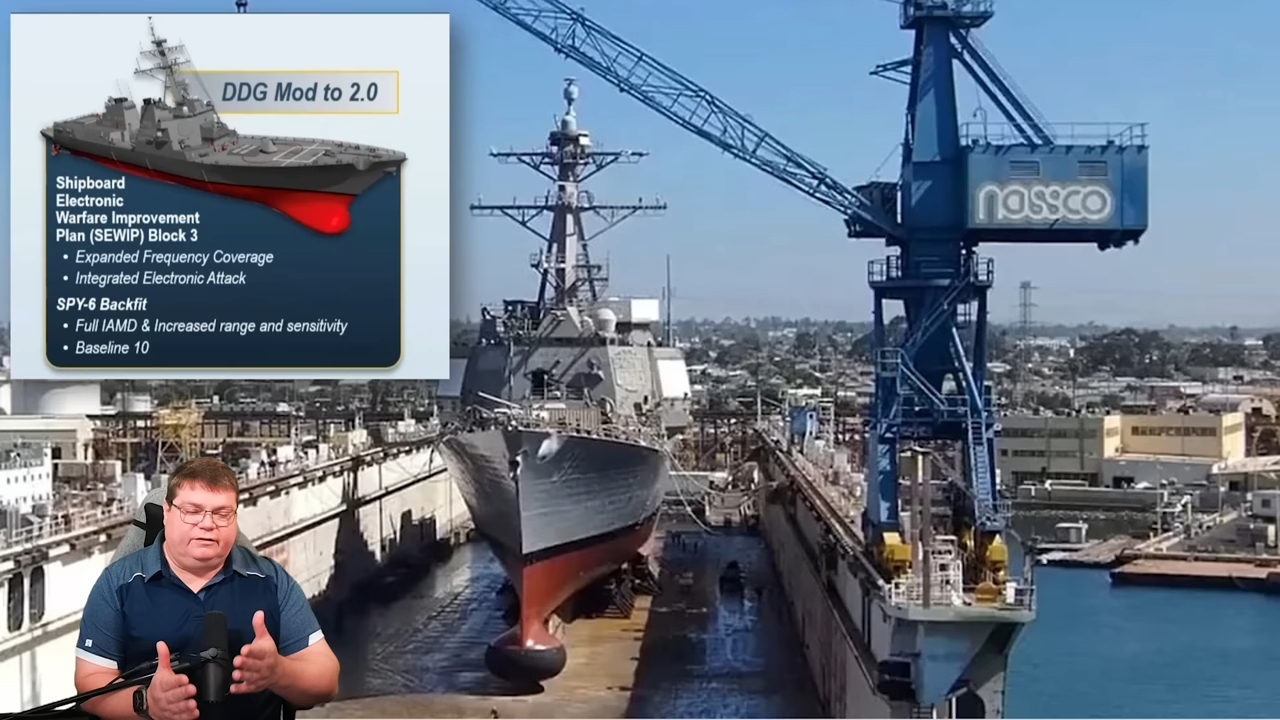 DDG Mod to 2.0
Shipboard
Electronic
Warfare Improvement
Plan (SEWIP) Block 3
• Expanded Frequency Coverage
• Integrated Electronic Attack
SPY-6 Backfit
• Full IAMD & Increased range and sensitivity
• Baseline 10
nassco